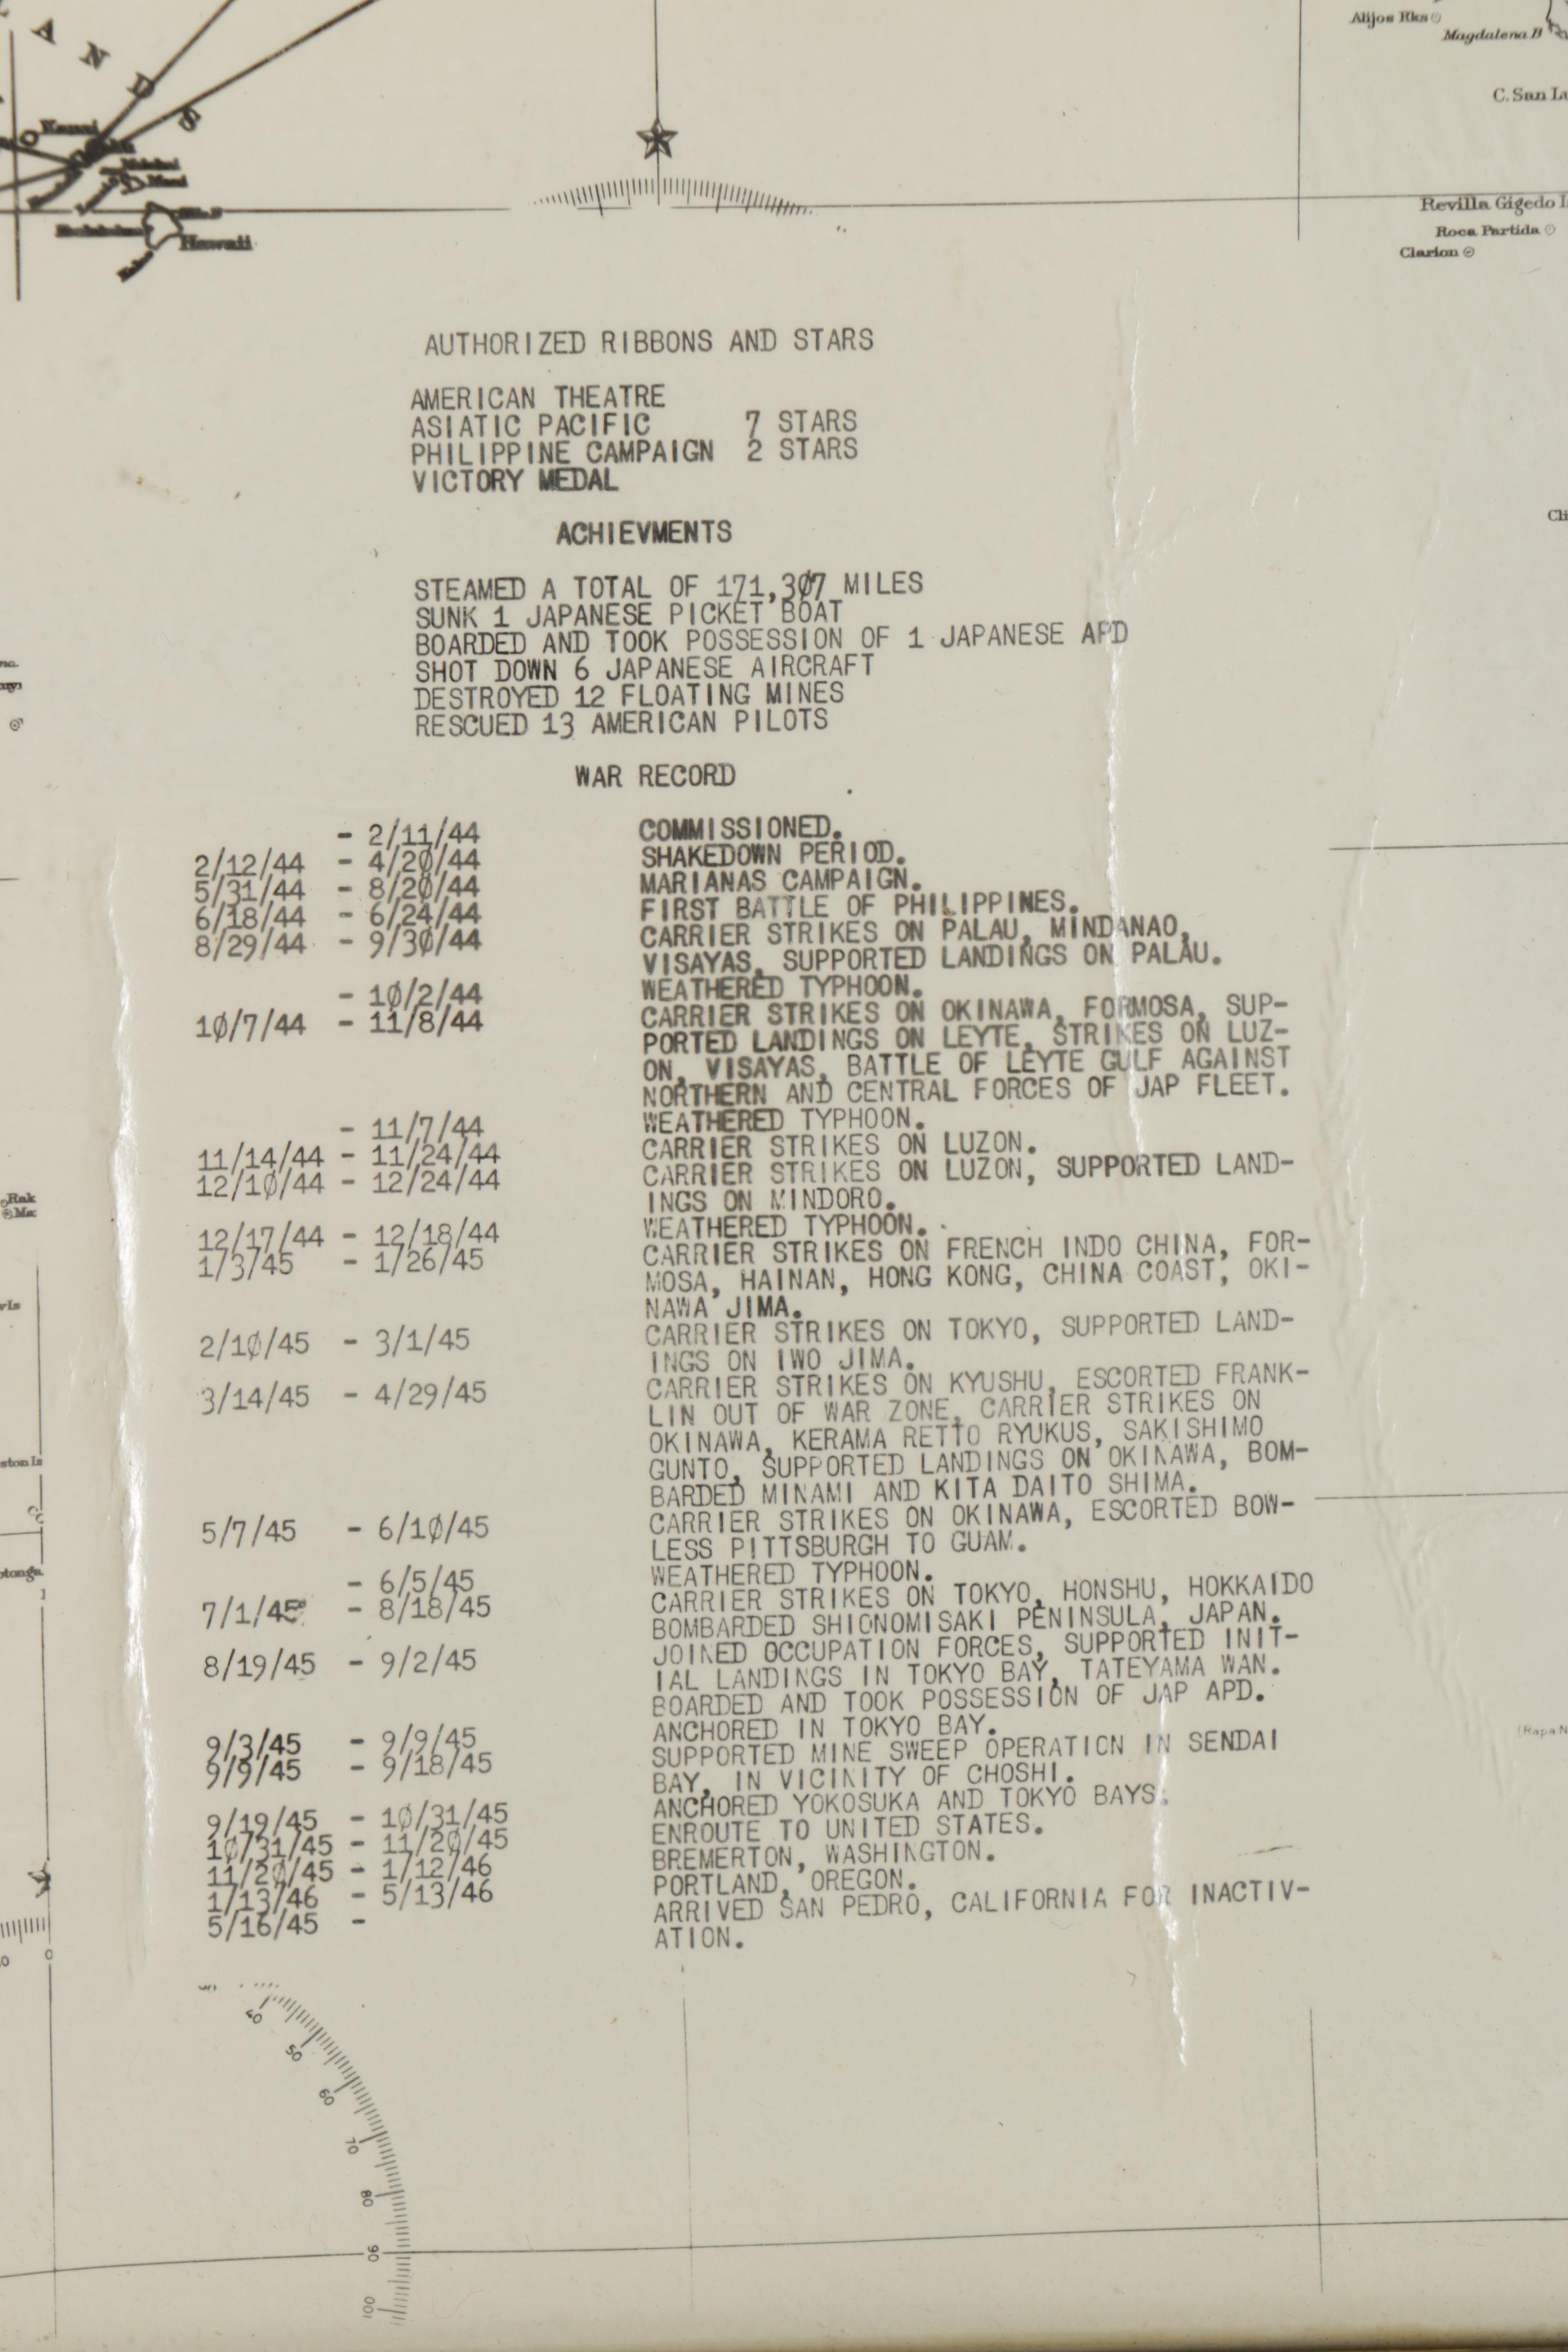 A N D S
Kauai
Maui
Hawaii
Alijos Rks
Magdalena B
C. San Lu
Revilla Gigedo I
Roca Partida
Clarion
Cli
AUTHORIZED RIBBONS AND STARS
AMERICAN THEATRE
ASIATIC PACIFIC 7 STARS
PHILIPPINE CAMPAIGN 2 STARS
VICTORY MEDAL
ACHIEVMENTS
STEAMED A TOTAL OF 171,307 MILES
SUNK 1 JAPANESE PICKET BOAT
BOARDED AND TOOK POSSESSION OF 1 JAPANESE APD
SHOT DOWN 6 JAPANESE AIRCRAFT
DESTROYED 12 FLOATING MINES
RESCUED 13 AMERICAN PILOTS
WAR RECORD
- 2/11/44 COMMISSIONED.
2/12/44 - 4/20/44 SHAKEDOWN PERIOD.
5/31/44 - 8/20/44 MARIANAS CAMPAIGN.
6/18/44 - 6/24/44 FIRST BATTLE OF PHILIPPINES.
8/29/44 - 9/30/44 CARRIER STRIKES ON PALAU, MINDANAO,
VISAYAS, SUPPORTED LANDINGS ON PALAU.
- 10/2/44 WEATHERED TYPHOON.
10/7/44 - 11/8/44 CARRIER STRIKES ON OKINAWA, FORMOSA, SUP-
PORTED LANDINGS ON LEYTE, STRIKES ON LUZ-
ON, VISAYAS, BATTLE OF LEYTE GULF AGAINST
NORTHERN AND CENTRAL FORCES OF JAP FLEET.
- 11/7/44 WEATHERED TYPHOON.
11/14/44 - 11/24/44 CARRIER STRIKES ON LUZON.
12/10/44 - 12/24/44 CARRIER STRIKES ON LUZON, SUPPORTED LAND-
INGS ON MINDORO.
12/17/44 - 12/18/44 WEATHERED TYPHOON.
1/3/45 - 1/26/45 CARRIER STRIKES ON FRENCH INDO CHINA, FOR-
MOSA, HAINAN, HONG KONG, CHINA COAST, OKI-
NAWA JIMA.
2/10/45 - 3/1/45 CARRIER STRIKES ON TOKYO, SUPPORTED LAND-
INGS ON IWO JIMA.
3/14/45 - 4/29/45 CARRIER STRIKES ON KYUSHU, ESCORTED FRANK-
LIN OUT OF WAR ZONE, CARRIER STRIKES ON
OKINAWA, KERAMA RETTO RYUKUS, SAKISHIMO
GUNTO, SUPPORTED LANDINGS ON OKINAWA, BOM-
BARDED MINAMI AND KITA DAITO SHIMA.
5/7/45 - 6/10/45 CARRIER STRIKES ON OKINAWA, ESCORTED BOW-
LESS PITTSBURGH TO GUAM.
- 6/5/45 WEATHERED TYPHOON.
7/1/45 - 8/18/45 CARRIER STRIKES ON TOKYO, HONSHU, HOKKAIDO
BOMBARDED SHIONOMISAKI PENINSULA, JAPAN.
8/19/45 - 9/2/45 JOINED OCCUPATION FORCES, SUPPORTED INIT-
IAL LANDINGS IN TOKYO BAY, TATEYAMA WAN.
BOARDED AND TOOK POSSESSION OF JAP APD.
9/3/45 - 9/9/45 ANCHORED IN TOKYO BAY.
9/9/45 - 9/18/45 SUPPORTED MINE SWEEP OPERATION IN SENDAI
BAY, IN VICINITY OF CHOSHI.
9/19/45 - 10/31/45 ANCHORED YOKOSUKA AND TOKYO BAYS.
10/31/45 - 11/20/45 ENROUTE TO UNITED STATES.
11/20/45 - 1/12/46 BREMERTON, WASHINGTON.
1/13/46 - 5/13/46 PORTLAND, OREGON.
5/16/45 - ARRIVED SAN PEDRO, CALIFORNIA FOR INACTIV-
ATION.
(Rapa N
40
50
60
70
80
90
100